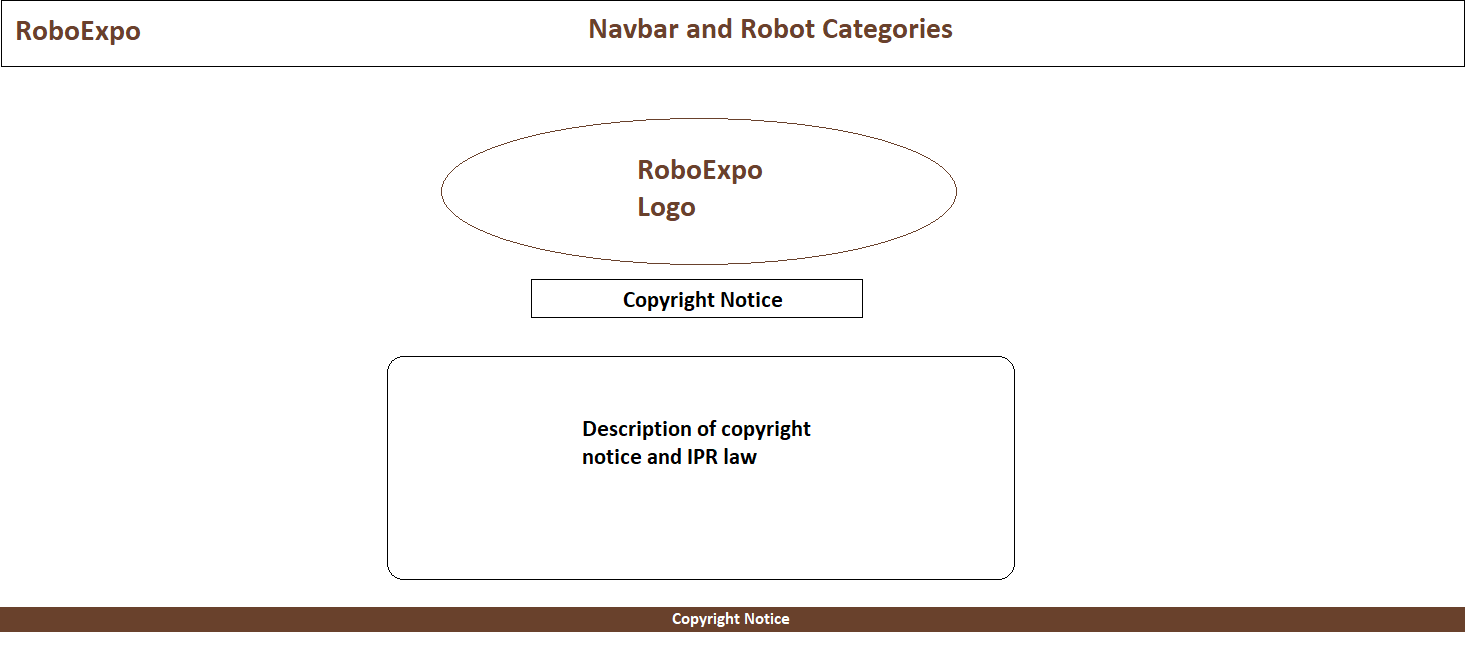 RoboExpo
Navbar and Robot Categories
RoboExpo
Logo
Copyright Notice
Description of copyright
notice and IPR law
Copyright Notice